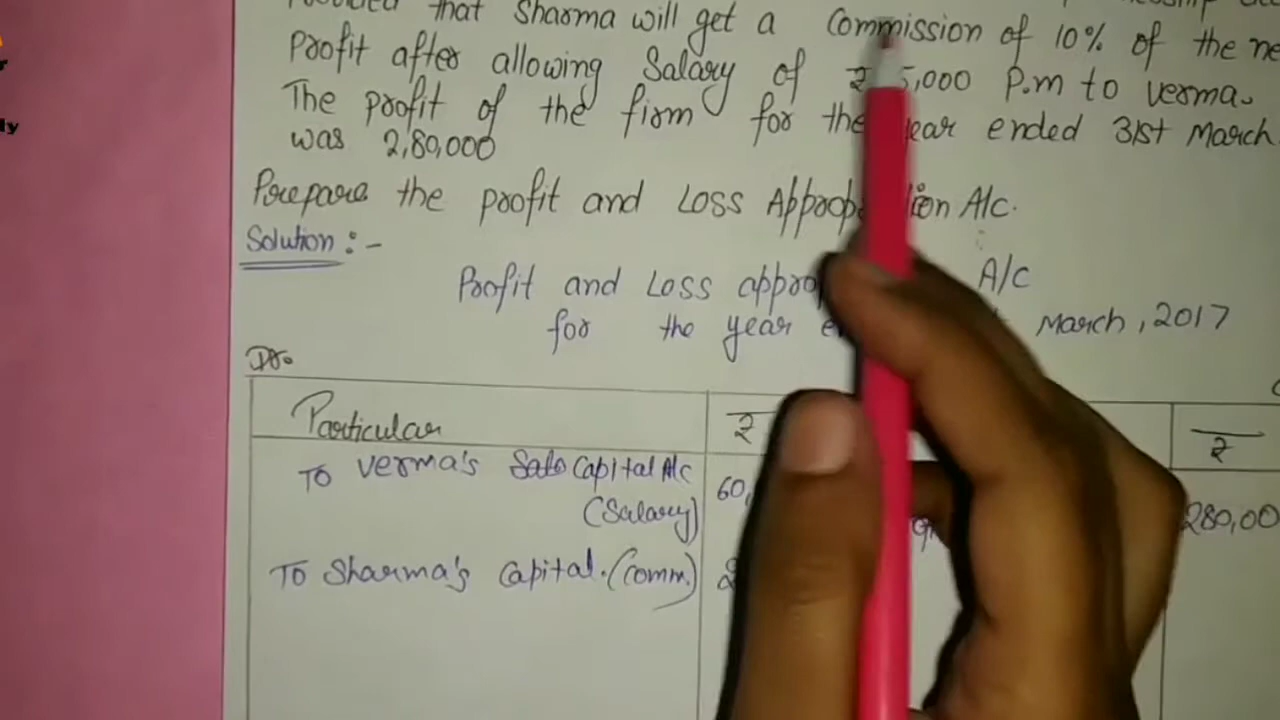 that Sharma will get a Commission of 10% of the
Profit after allowing Salary of ₹ 5,000 P.m to verma.
The profit of the firm for the year ended 31st March
was 2,80,000
Prepare the profit and Loss A/c.
Solution :-
Profit and Loss A/c
for the year March, 2017
Dr.
Particular ₹ ₹
To Verma's Capital A/c 60,
(Salary) 280,00
To Sharma's Capital. (Comm.)